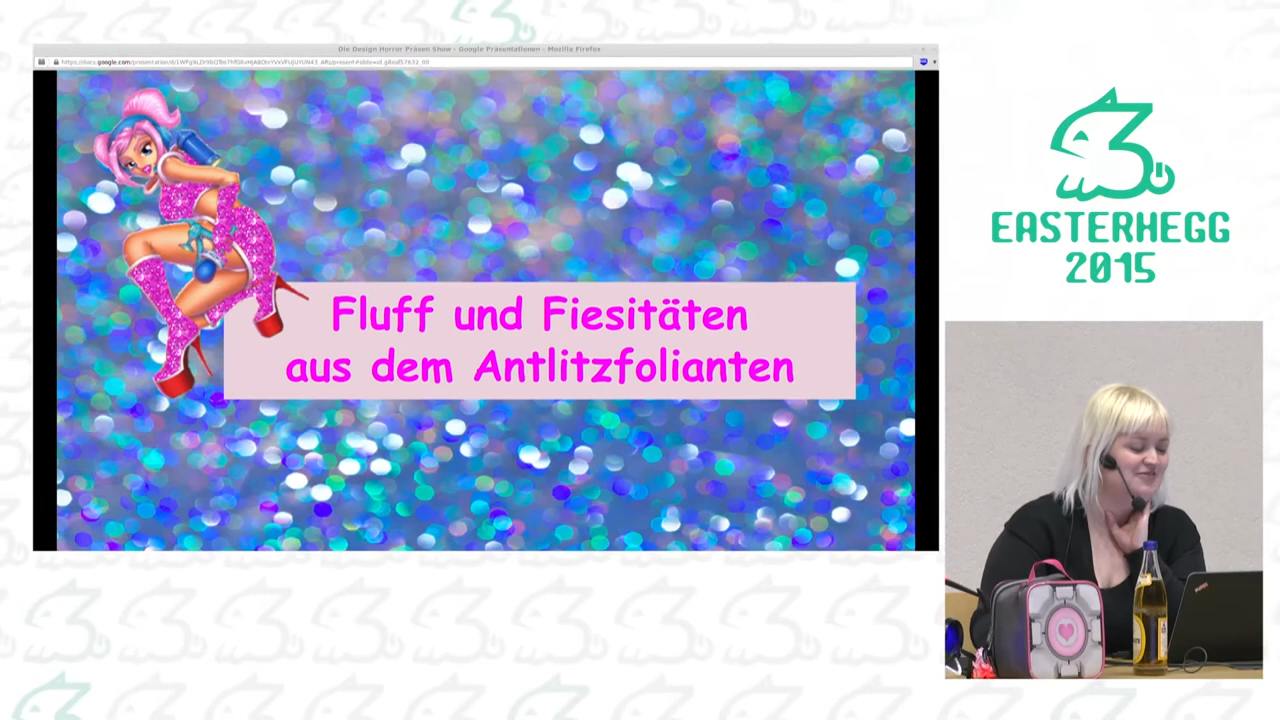 Die Design Horror Präsen Show - Google Präsentationen - Mozilla Firefox
Fluff und Fiesitäten
aus dem Antlitzfolianten
EASTERHEGG
2015